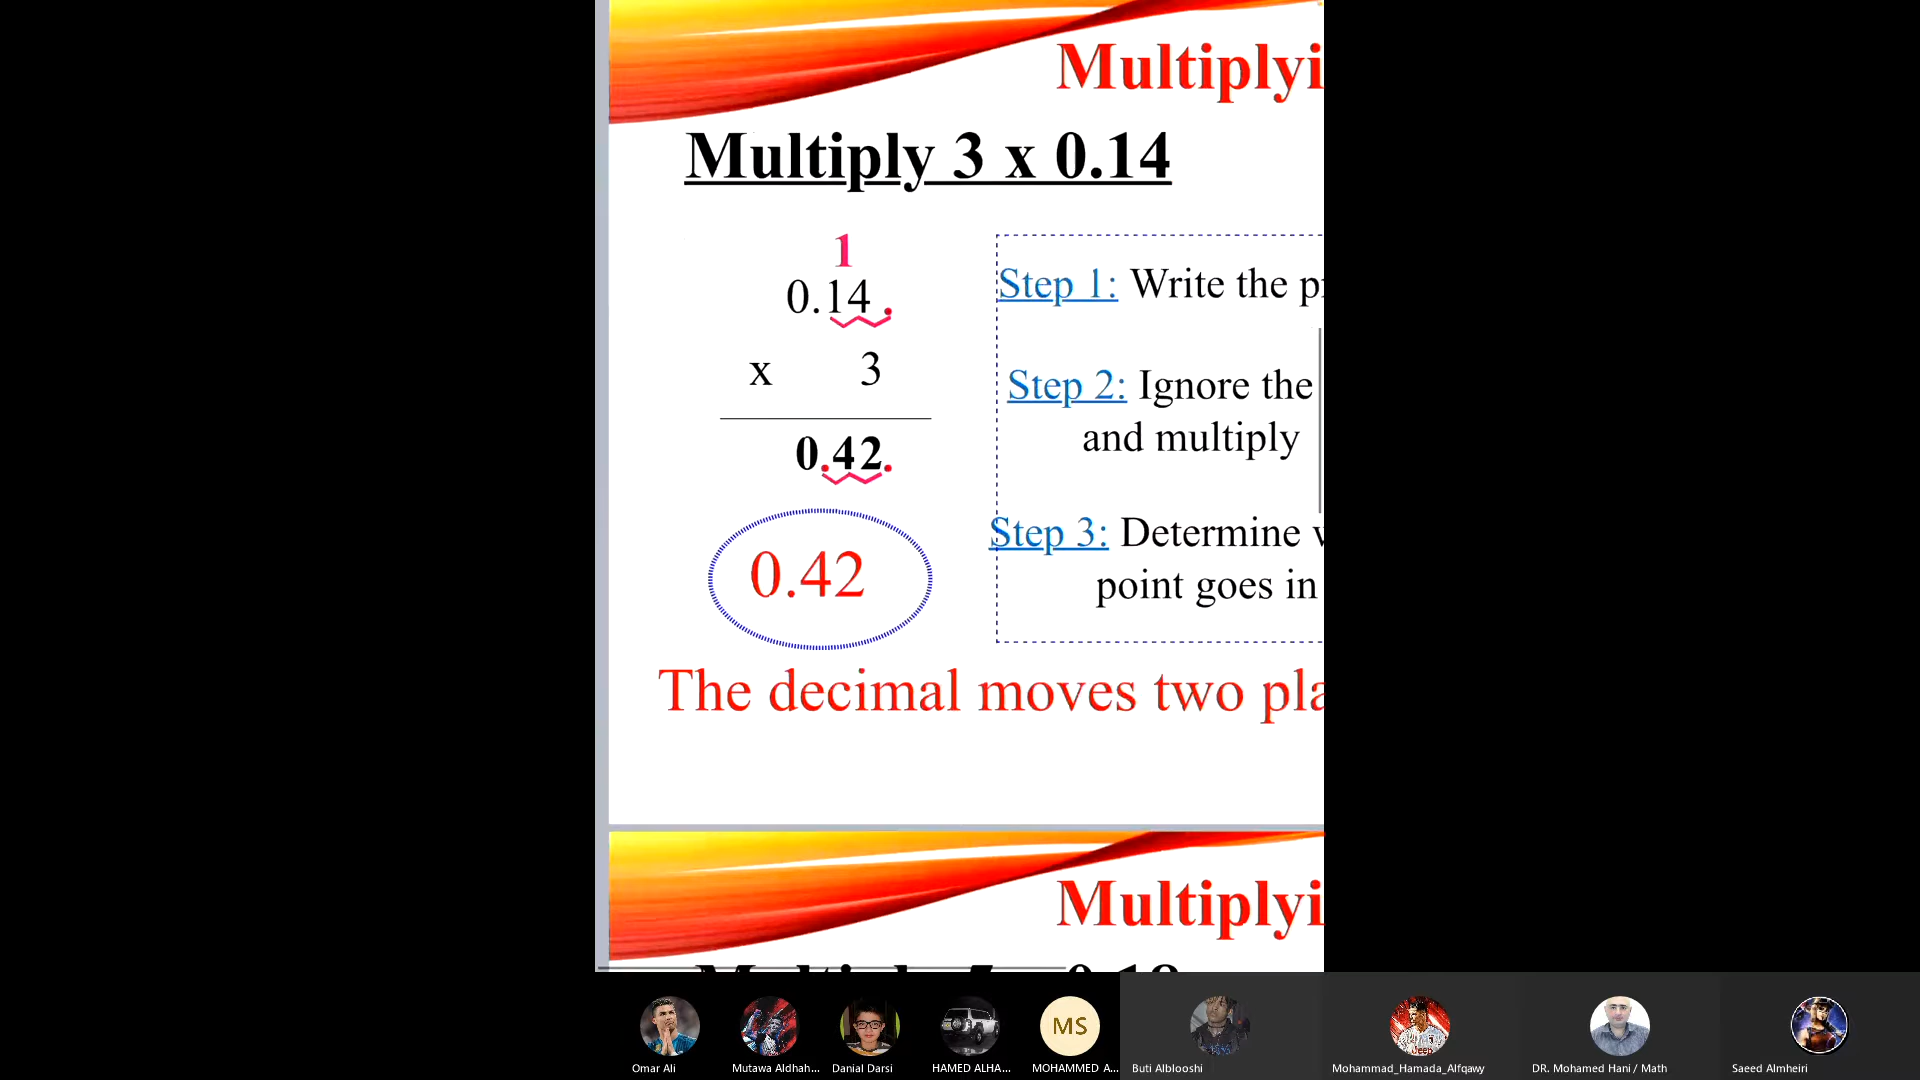 Multiplyi
Multiply 3 x 0.14
1
0.14 .
x 3
0.42.
0.42
Step 1: Write the p
Step 2: Ignore the
and multiply
Step 3: Determine
point goes in
The decimal moves two pla
Multiplyi
MS
Omar Ali
Mutawa Aldhah...
Danial Darsi
HAMED ALHA...
MOHAMMED A...
Buti Alblooshi
Mohammad_Hamada_Alfqawy
DR. Mohamed Hani / Math
Saeed Almheiri